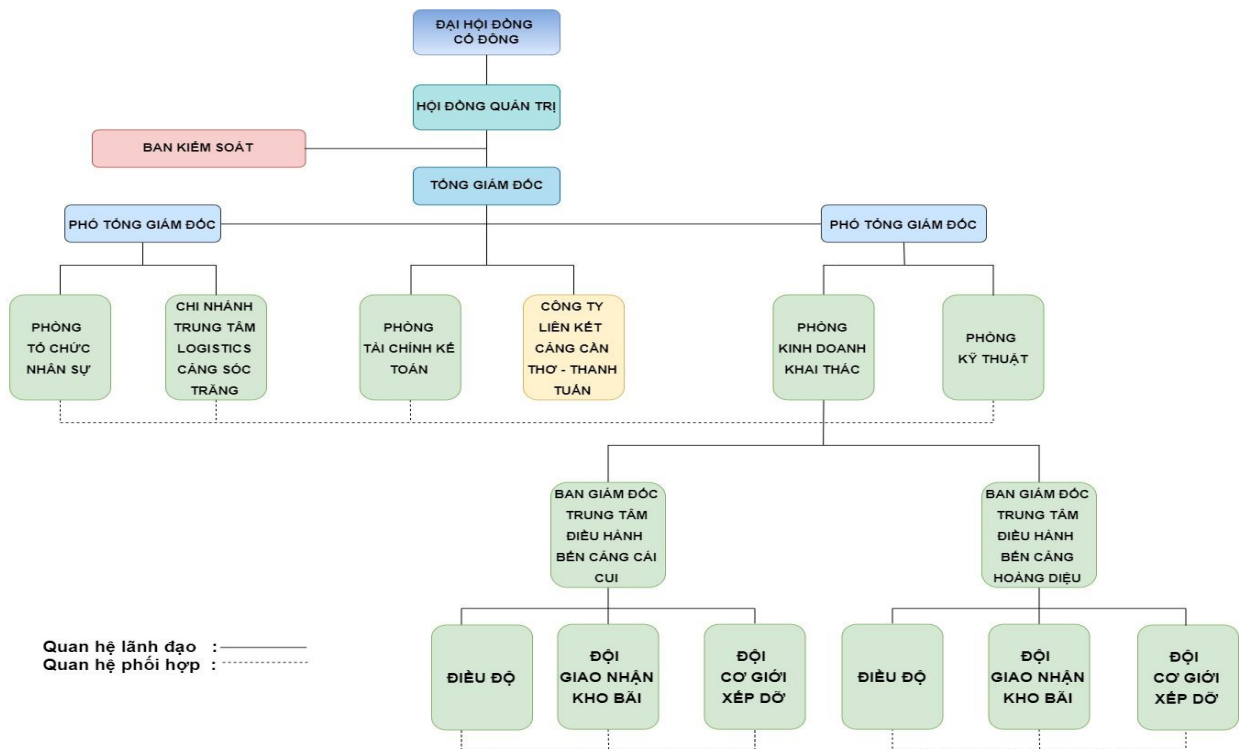 ĐẠI HỘI ĐỒNG
CỔ ĐÔNG
HỘI ĐỒNG QUẢN TRỊ
BAN KIỂM SOÁT
TỔNG GIÁM ĐỐC
PHÓ TỔNG GIÁM ĐỐC
PHÓ TỔNG GIÁM ĐỐC
PHÒNG
TỔ CHỨC
NHÂN SỰ
CHI NHÁNH
TRUNG TÂM
LOGISTICS
CẢNG SÓC
TRĂNG
PHÒNG
TÀI CHÍNH KẾ
TOÁN
CÔNG TY
LIÊN KẾT
CẢNG CẦN
THƠ - THANH
TUẤN
PHÒNG
KINH DOANH
KHAI THÁC
PHÒNG
KỸ THUẬT
BAN GIÁM ĐỐC
TRUNG TÂM
ĐIỀU HÀNH
BẾN CẢNG CÁI
CUI
BAN GIÁM ĐỐC
TRUNG TÂM
ĐIỀU HÀNH
BẾN CẢNG
HOÀNG DIỆU
Quan hệ lãnh đạo :
Quan hệ phối hợp :
ĐIỀU ĐỘ
ĐỘI
GIAO NHẬN
KHO BÃI
ĐỘI
CƠ GIỚI
XẾP DỠ
ĐIỀU ĐỘ
ĐỘI
GIAO NHẬN
KHO BÃI
ĐỘI
CƠ GIỚI
XẾP DỠ